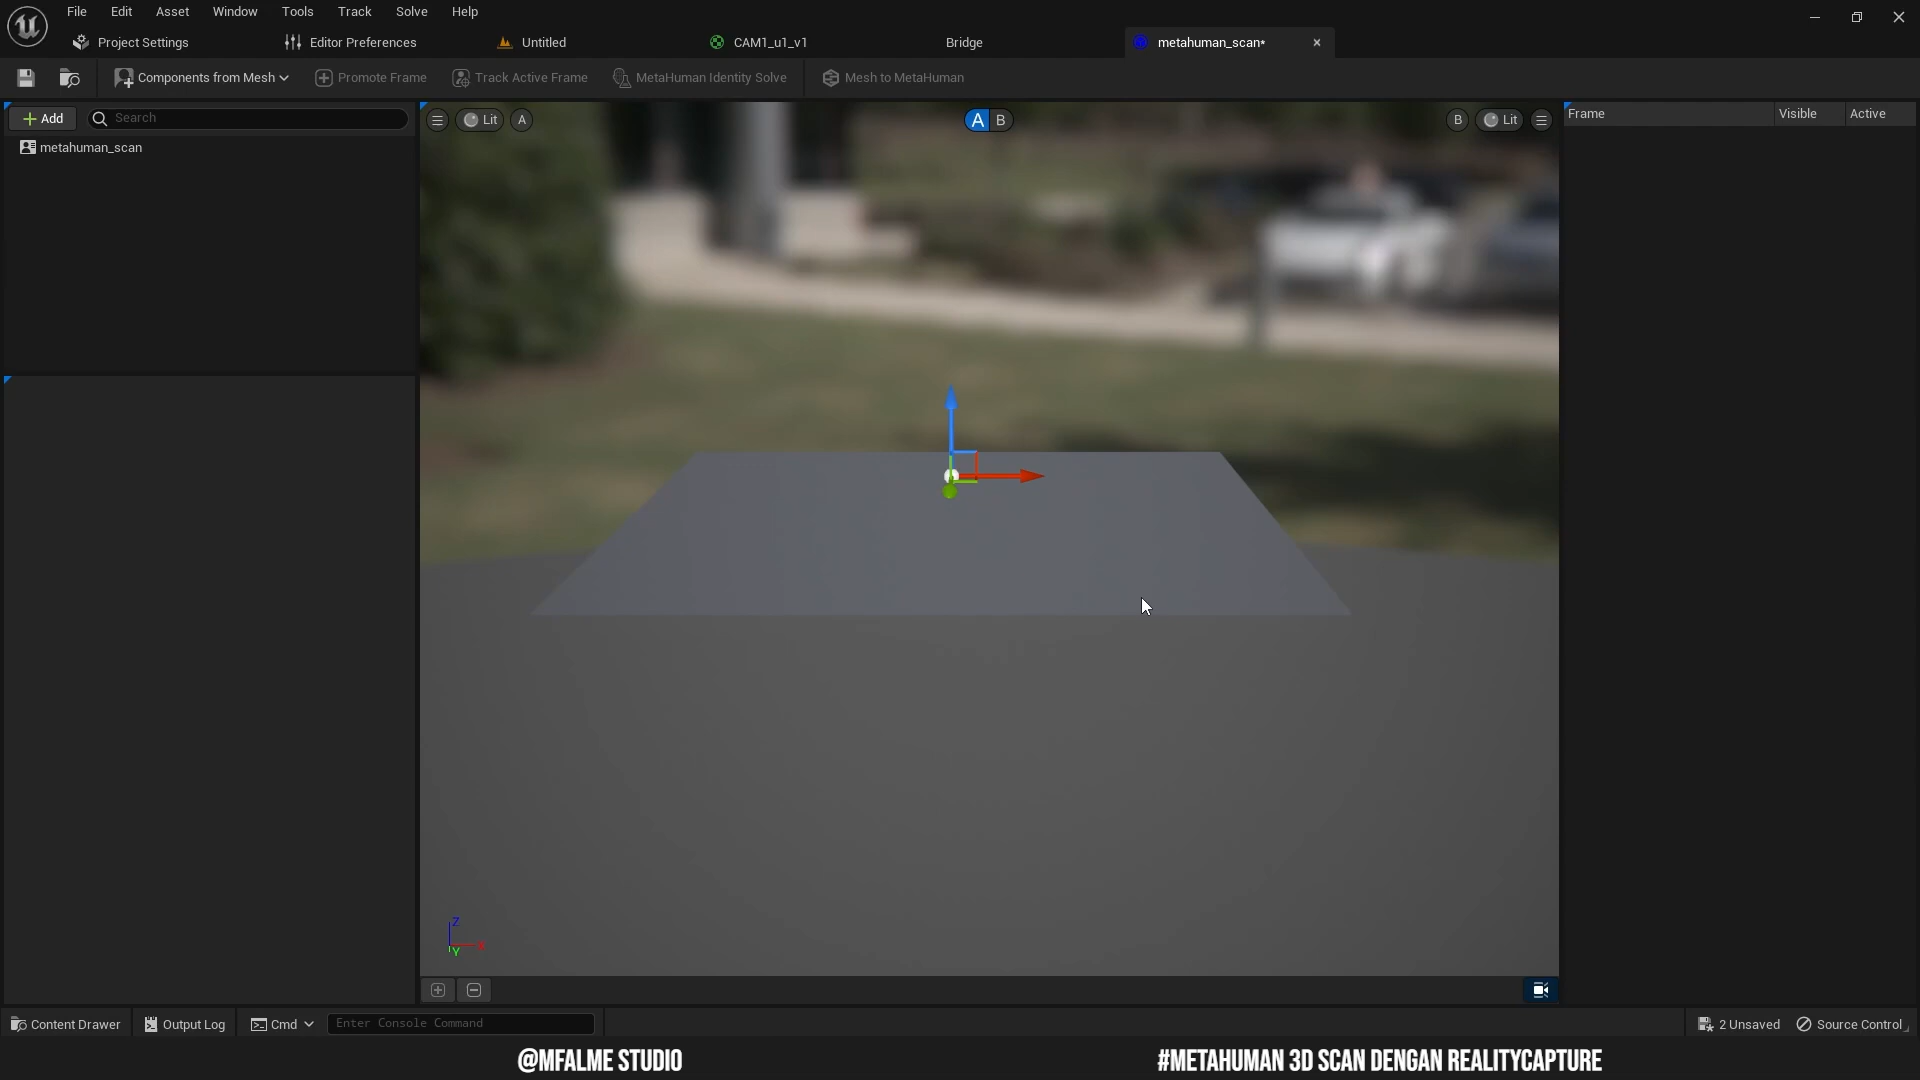 File Edit Asset Window Tools Track Solve Help
Project Settings Editor Preferences Untitled CAM1_u1_v1 Bridge metahuman_scan*
Components from Mesh Promote Frame Track Active Frame MetaHuman Identity Solve Mesh to MetaHuman
Add Search
metahuman_scan
Lit A A B B Lit
Frame Visible Active
Z
X
Y
Content Drawer Output Log Cmd Enter Console Command 2 Unsaved Source Control
@MFALME STUDIO #METAHUMAN 3D SCAN DENGAN REALITYCAPTURE